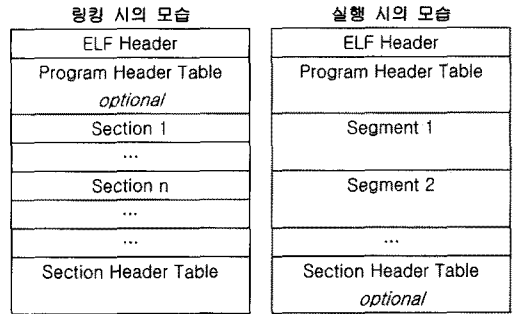 링킹 시의 모습
ELF Header
Program Header Table
optional
Section 1
...
Section n
...
...
Section Header Table
실행 시의 모습
ELF Header
Program Header Table
Segment 1
Segment 2
...
Section Header Table
optional